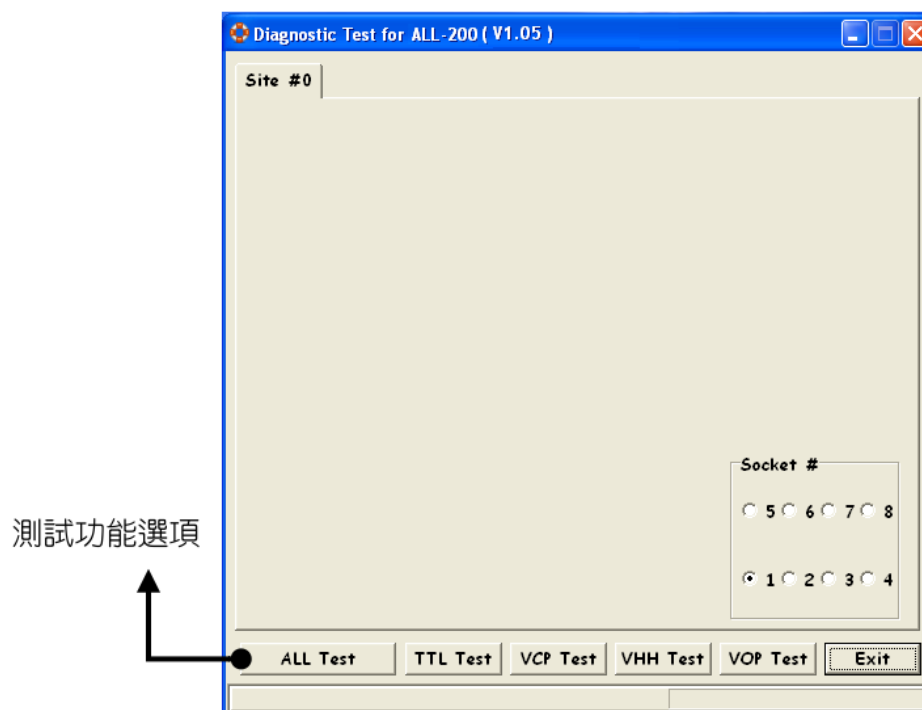 Diagnostic Test for ALL-200 ( V1.05 )
Site #0
Socket #
5 6 7 8
1 2 3 4
測試功能選項
ALL Test TTL Test VCP Test VHH Test VOP Test Exit